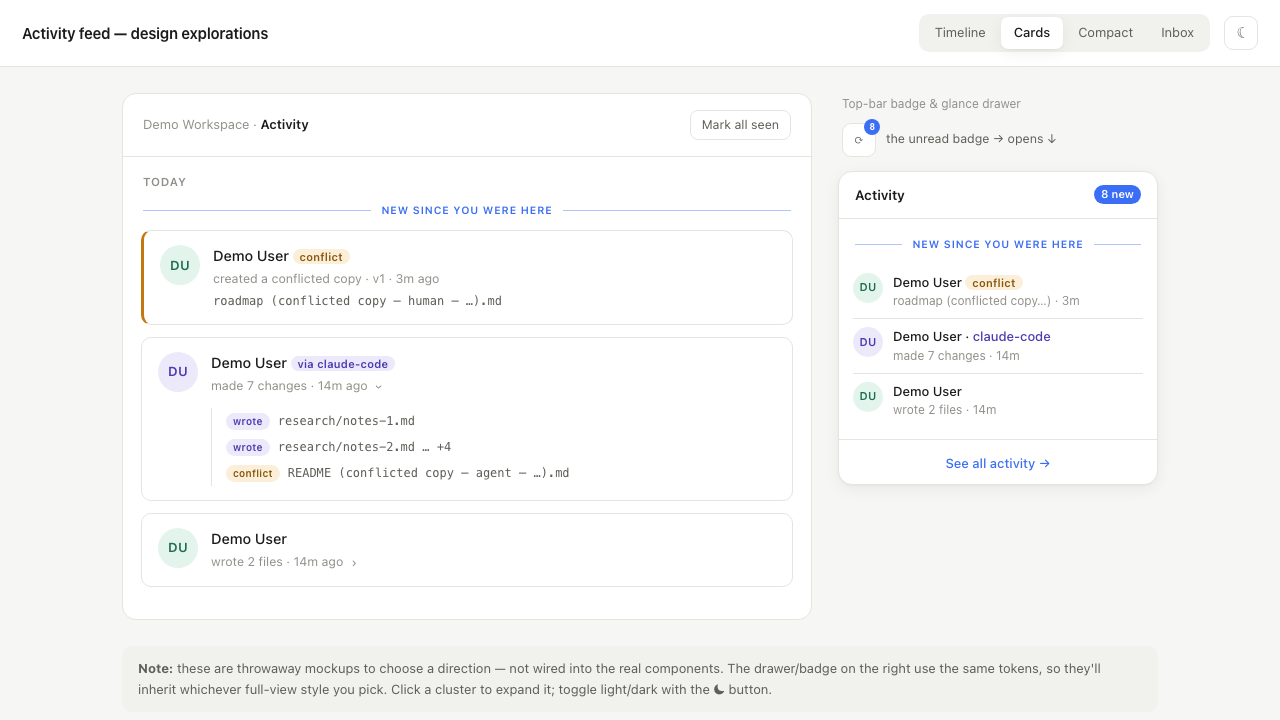 Activity feed — design explorations
Timeline
Cards
Compact
Inbox
Demo Workspace · Activity
Mark all seen
TODAY
NEW SINCE YOU WERE HERE
DU
Demo User conflict
created a conflicted copy · v1 · 3m ago
roadmap (conflicted copy — human — …).md
DU
Demo User via claude-code
made 7 changes · 14m ago
wrote research/notes-1.md
wrote research/notes-2.md … +4
conflict README (conflicted copy — agent — …).md
DU
Demo User
wrote 2 files · 14m ago ›
Top-bar badge & glance drawer
8
the unread badge → opens ↓
Activity
8 new
NEW SINCE YOU WERE HERE
DU
Demo User conflict
roadmap (conflicted copy…) · 3m
DU
Demo User · claude-code
made 7 changes · 14m
DU
Demo User
wrote 2 files · 14m
See all activity →
Note: these are throwaway mockups to choose a direction — not wired into the real components. The drawer/badge on the right use the same tokens, so they'll
inherit whichever full-view style you pick. Click a cluster to expand it; toggle light/dark with the ⏾ button.